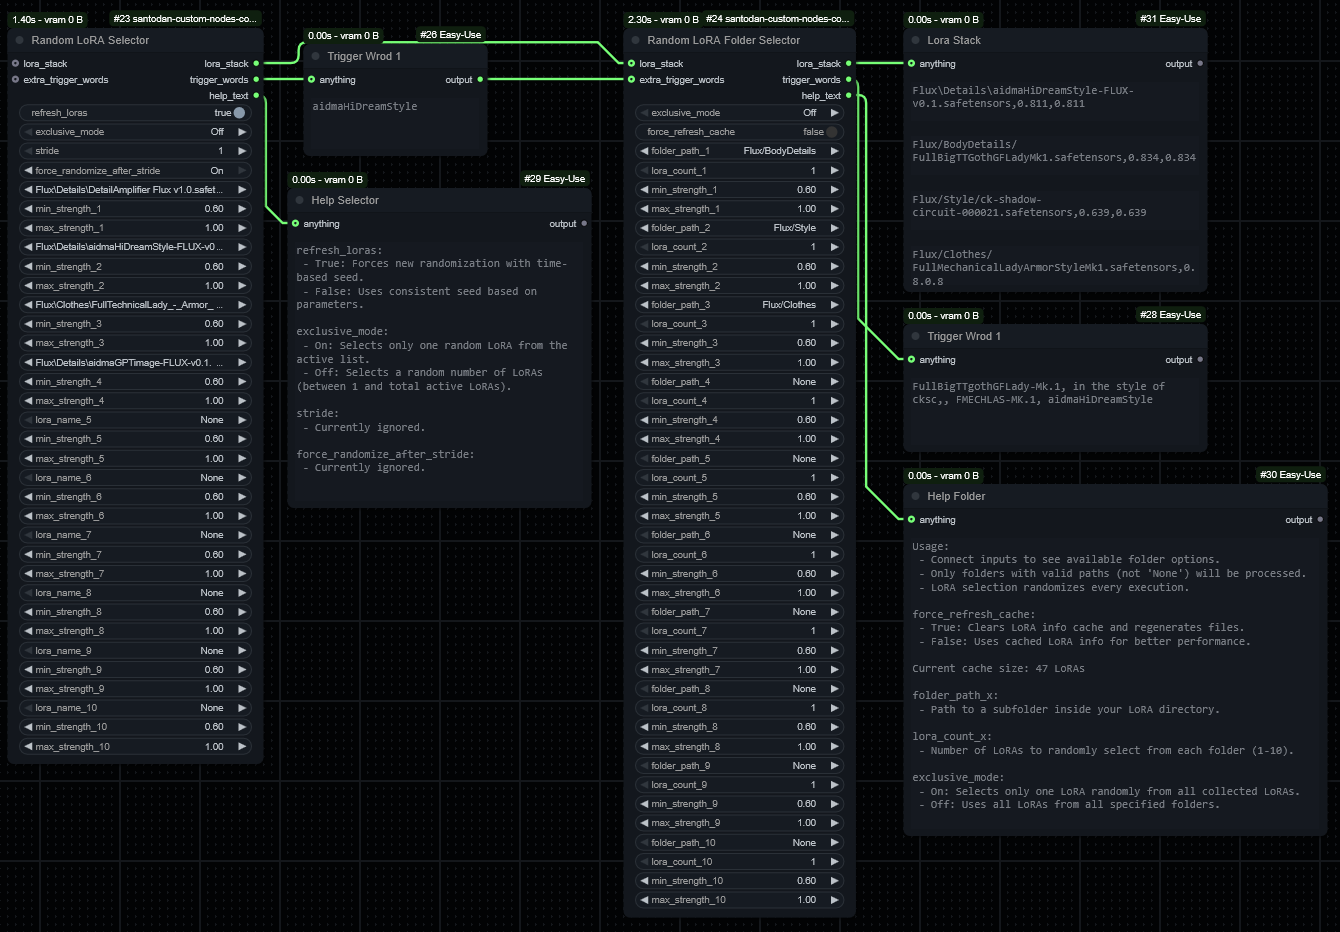 1.40s - vram 0 B
#23 santodan-custom-nodes-co...
Random LoRA Selector
lora_stack lora_stack
extra_trigger_words trigger_words
help_text
refresh_loras true
exclusive_mode Off
stride 1
force_randomize_after_stride On
Flux\Details\DetailAmplifier Flux v1.0.safet...
min_strength_1 0.60
max_strength_1 1.00
Flux\Details\aidmaHiDreamStyle-FLUX-v0...
min_strength_2 0.60
max_strength_2 1.00
Flux\Clothes\FullTechnicalLady_-_Armor_ ...
min_strength_3 0.60
max_strength_3 1.00
Flux\Details\aidmaGPTimage-FLUX-v0.1. ...
min_strength_4 0.60
max_strength_4 1.00
lora_name_5 None
min_strength_5 0.60
max_strength_5 1.00
lora_name_6 None
min_strength_6 0.60
max_strength_6 1.00
lora_name_7 None
min_strength_7 0.60
max_strength_7 1.00
lora_name_8 None
min_strength_8 0.60
max_strength_8 1.00
lora_name_9 None
min_strength_9 0.60
max_strength_9 1.00
lora_name_10 None
min_strength_10 0.60
max_strength_10 1.00
0.00s - vram 0 B
#26 Easy-Use
Trigger Wrod 1
anything output
aidmaHiDreamStyle
0.00s - vram 0 B
#29 Easy-Use
Help Selector
anything output
refresh_loras:
- True: Forces new randomization with time-
based seed.
- False: Uses consistent seed based on
parameters.
exclusive_mode:
- On: Selects only one random LoRA from the
active list.
- Off: Selects a random number of LoRAs
(between 1 and total active LoRAs).
stride:
- Currently ignored.
force_randomize_after_stride:
- Currently ignored.
2.30s - vram 0 B
#24 santodan-custom-nodes-co...
Random LoRA Folder Selector
lora_stack lora_stack
extra_trigger_words trigger_words
help_text
exclusive_mode Off
force_refresh_cache false
folder_path_1 Flux/BodyDetails
lora_count_1 1
min_strength_1 0.60
max_strength_1 1.00
folder_path_2 Flux/Style
lora_count_2 1
min_strength_2 0.60
max_strength_2 1.00
folder_path_3 Flux/Clothes
lora_count_3 1
min_strength_3 0.60
max_strength_3 1.00
folder_path_4 None
lora_count_4 1
min_strength_4 0.60
max_strength_4 1.00
folder_path_5 None
lora_count_5 1
min_strength_5 0.60
max_strength_5 1.00
folder_path_6 None
lora_count_6 1
min_strength_6 0.60
max_strength_6 1.00
folder_path_7 None
lora_count_7 1
min_strength_7 0.60
max_strength_7 1.00
folder_path_8 None
lora_count_8 1
min_strength_8 0.60
max_strength_8 1.00
folder_path_9 None
lora_count_9 1
min_strength_9 0.60
max_strength_9 1.00
folder_path_10 None
lora_count_10 1
min_strength_10 0.60
max_strength_10 1.00
0.00s - vram 0 B
#31 Easy-Use
Lora Stack
anything output
Flux\Details\aidmaHiDreamStyle-FLUX-
v0.1.safetensors,0.811,0.811
Flux/BodyDetails/
FullBigTTGothGFLadyMk1.safetensors,0.834,0.834
Flux/Style/ck-shadow-
circuit-000021.safetensors,0.639,0.639
Flux/Clothes/
FullMechanicalLadyArmorStyleMk1.safetensors,0.
8.0.8
0.00s - vram 0 B
#28 Easy-Use
Trigger Wrod 1
anything output
FullBigTTgothGFLady-Mk.1, in the style of
cksc,, FMECHLAS-MK.1, aidmaHiDreamStyle
0.00s - vram 0 B
#30 Easy-Use
Help Folder
anything output
Usage:
- Connect inputs to see available folder options.
- Only folders with valid paths (not 'None') will be processed.
- LoRA selection randomizes every execution.
force_refresh_cache:
- True: Clears LoRA info cache and regenerates files.
- False: Uses cached LoRA info for better performance.
Current cache size: 47 LoRAs
folder_path_x:
- Path to a subfolder inside your LoRA directory.
lora_count_x:
- Number of LoRAs to randomly select from each folder (1-10).
exclusive_mode:
- On: Selects only one LoRA randomly from all collected LoRAs.
- Off: Uses all LoRAs from all specified folders.